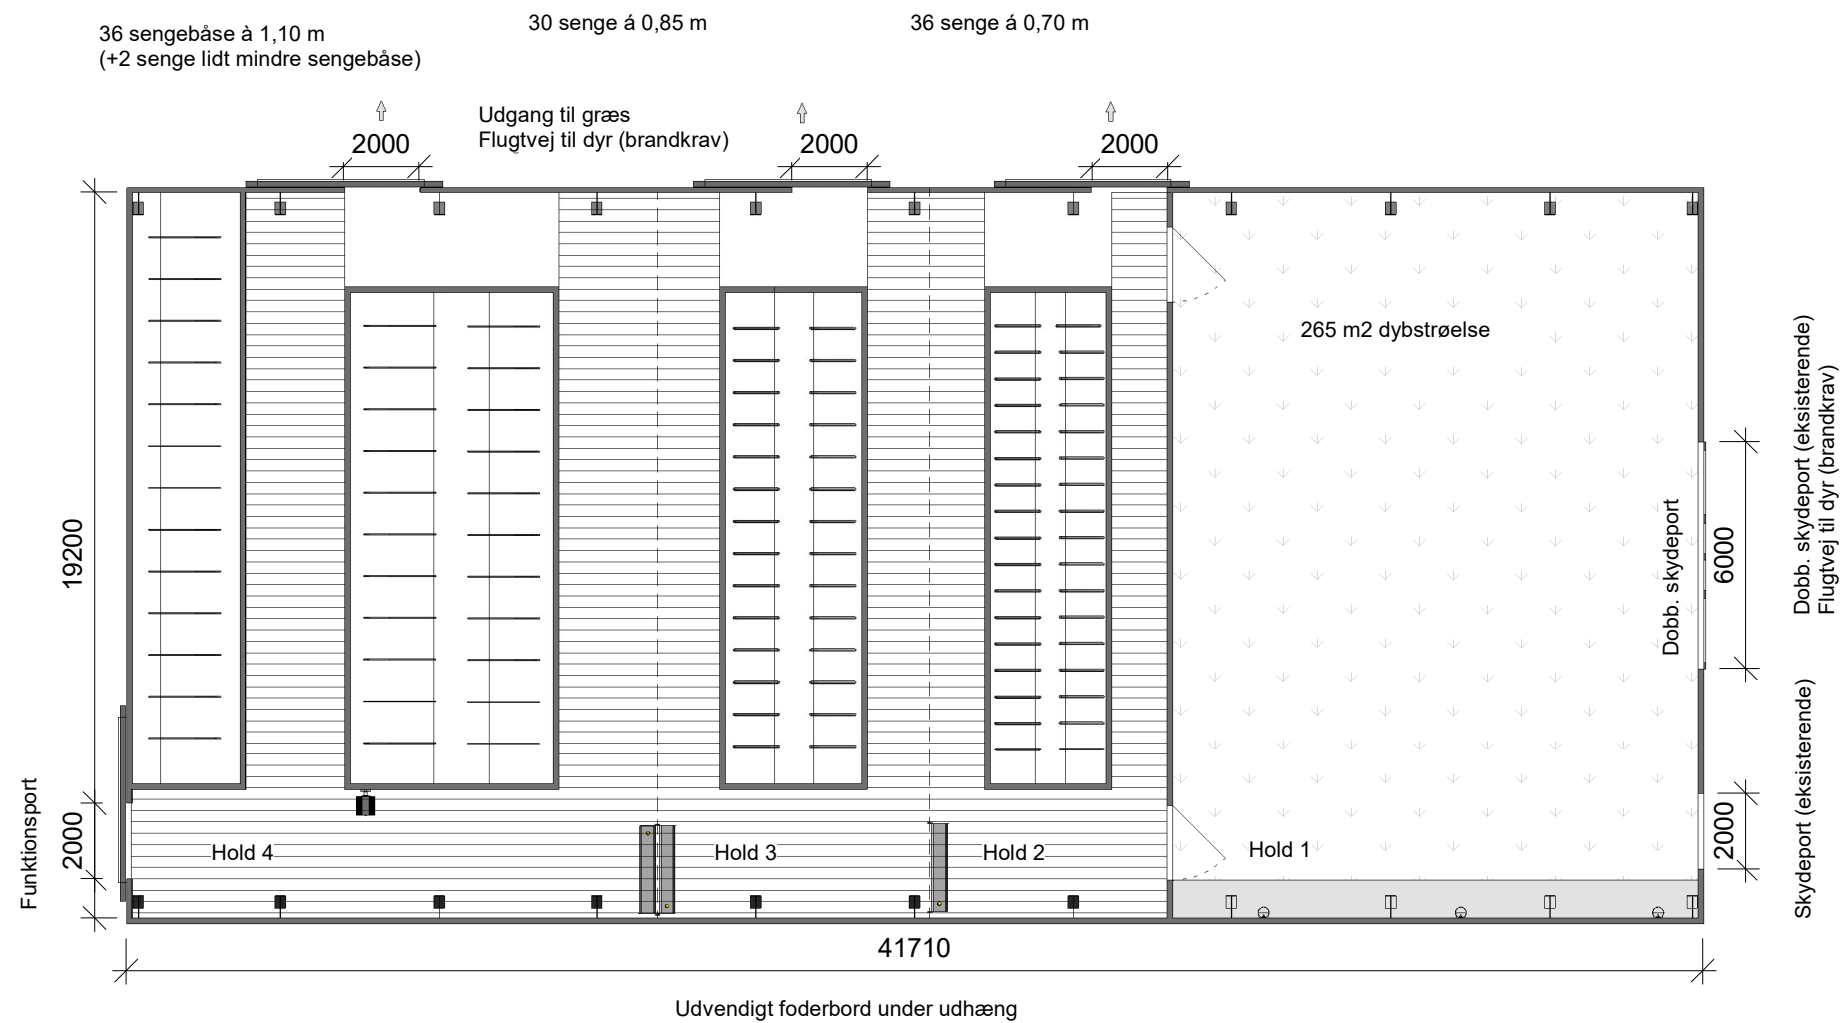 36 sengebåse à 1,10 m
(+2 senge lidt mindre sengebåse)
30 senge á 0,85 m
36 senge á 0,70 m
Udgang til græs
Flugtvej til dyr (brandkrav)
2000
2000
2000
265 m2 dybstrøelse
19200
2000
Funktionsport
Hold 4
Hold 3
Hold 2
Hold 1
Dobb. skydeport
6000
2000
Dobb. skydeport (eksisterende)
Flugtvej til dyr (brandkrav)
Skydeport (eksisterende)
41710
Udvendigt foderbord under udhæng